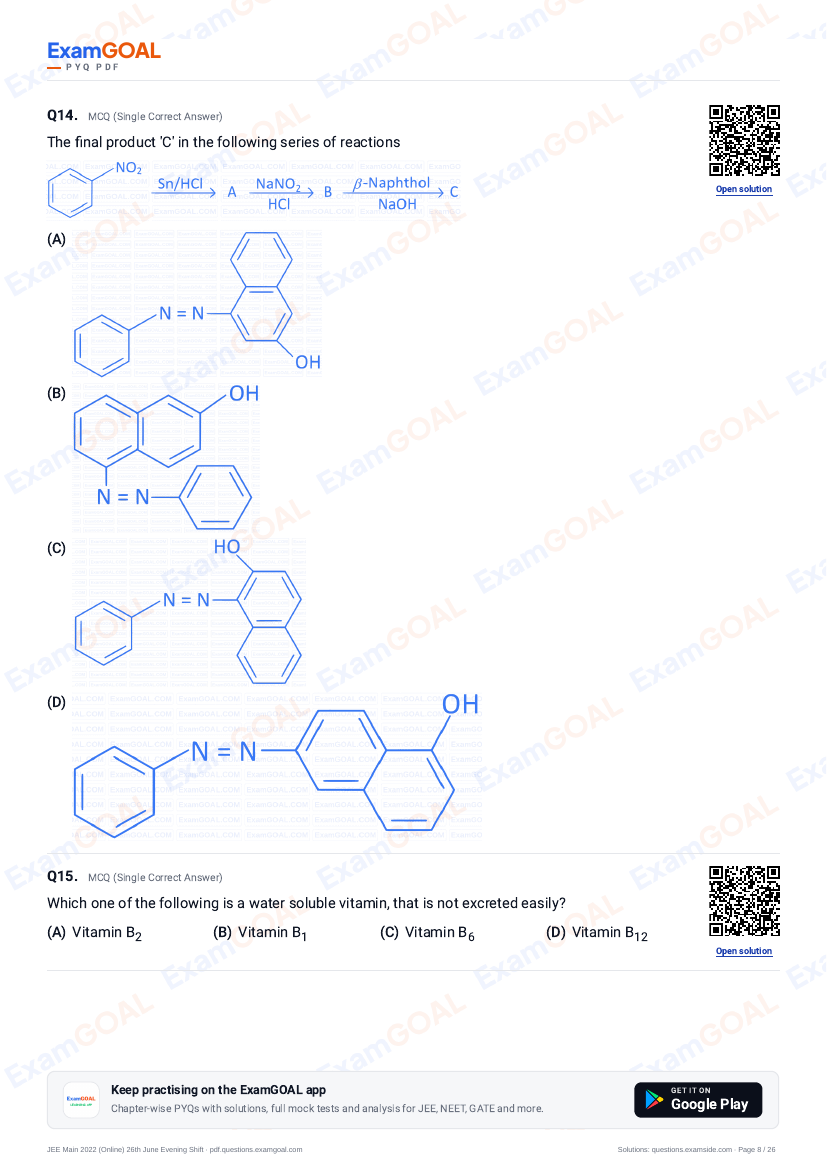 ExamGOAL
PYQ PDF
Q14. MCQ (Single Correct Answer)
The final product 'C' in the following series of reactions
Open solution
NO₂
Sn/HCl A NaNO₂ B β-Naphthol C
HCl NaOH
(A)
N = N
OH
(B)
OH
N = N
(C)
HO
N = N
(D)
OH
N = N
Q15. MCQ (Single Correct Answer)
Which one of the following is a water soluble vitamin, that is not excreted easily?
(A) Vitamin B₂ (B) Vitamin B₁ (C) Vitamin B₆ (D) Vitamin B₁₂
Open solution
Keep practising on the ExamGOAL app
Chapter-wise PYQs with solutions, full mock tests and analysis for JEE, NEET, GATE and more.
GET IT ON
Google Play
JEE Main 2022 (Online) 26th June Evening Shift · pdf.questions.examgoal.com
Solutions: questions.examside.com · Page 8 / 26